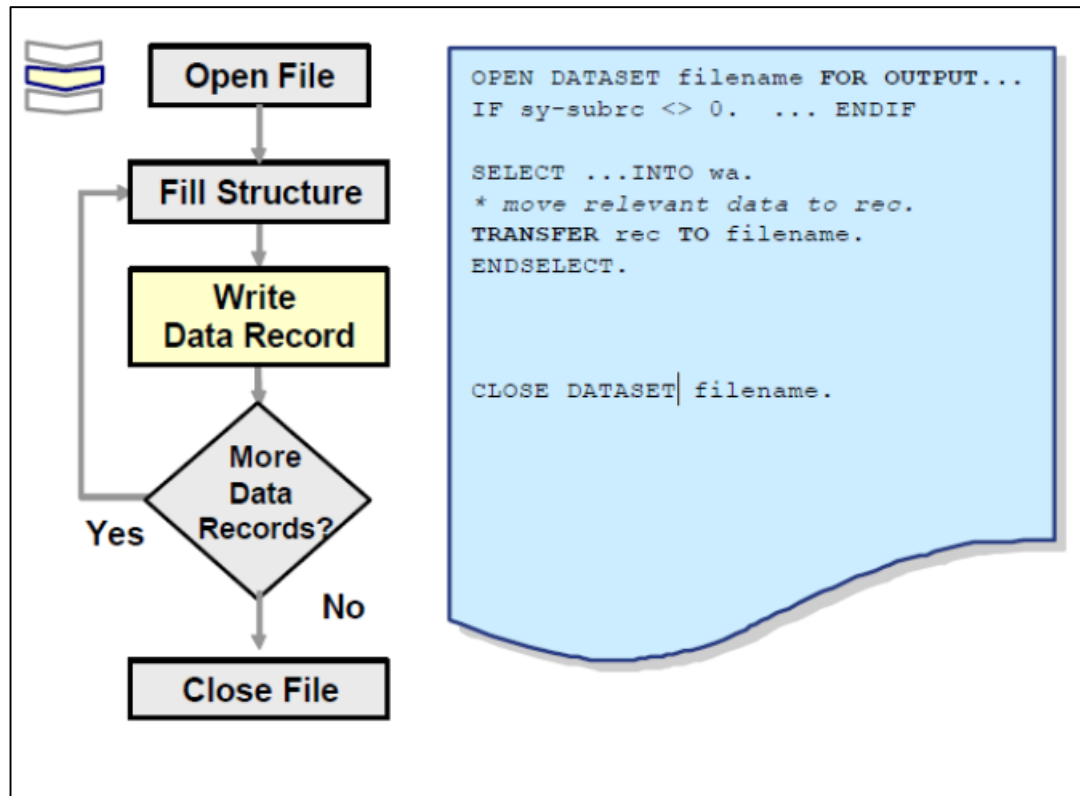 Open File
Fill Structure
Write
Data Record
More
Data
Records?
Yes
No
Close File
OPEN DATASET filename FOR OUTPUT...
IF sy-subrc <> 0.  ... ENDIF
SELECT ...INTO wa.
* move relevant data to rec.
TRANSFER rec TO filename.
ENDSELECT.
CLOSE DATASET filename.